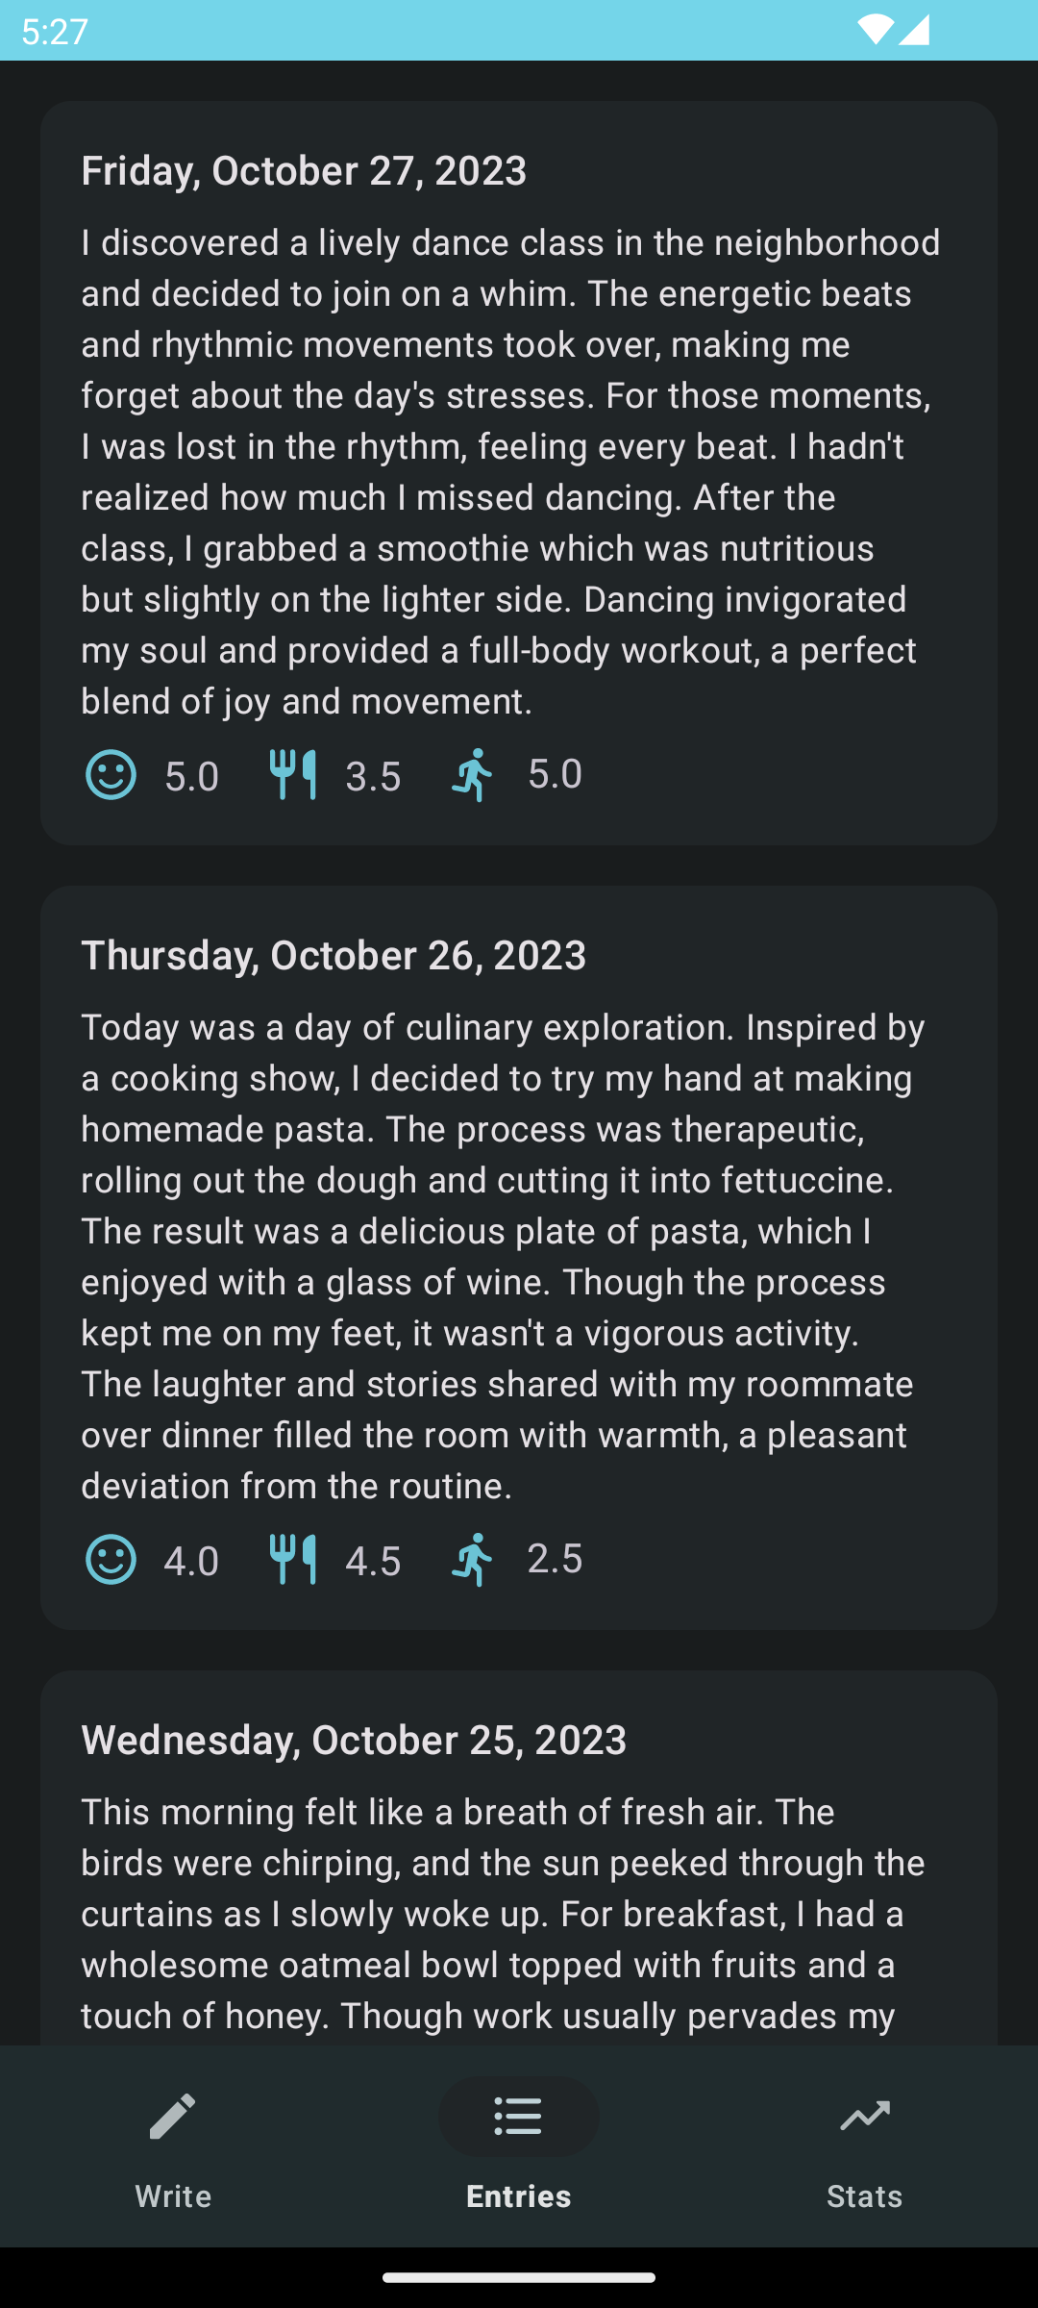 5:27
Friday, October 27, 2023
I discovered a lively dance class in the neighborhood
and decided to join on a whim. The energetic beats
and rhythmic movements took over, making me
forget about the day's stresses. For those moments,
I was lost in the rhythm, feeling every beat. I hadn't
realized how much I missed dancing. After the
class, I grabbed a smoothie which was nutritious
but slightly on the lighter side. Dancing invigorated
my soul and provided a full-body workout, a perfect
blend of joy and movement.
5.0 3.5 5.0
Thursday, October 26, 2023
Today was a day of culinary exploration. Inspired by
a cooking show, I decided to try my hand at making
homemade pasta. The process was therapeutic,
rolling out the dough and cutting it into fettuccine.
The result was a delicious plate of pasta, which I
enjoyed with a glass of wine. Though the process
kept me on my feet, it wasn't a vigorous activity.
The laughter and stories shared with my roommate
over dinner filled the room with warmth, a pleasant
deviation from the routine.
4.0 4.5 2.5
Wednesday, October 25, 2023
This morning felt like a breath of fresh air. The
birds were chirping, and the sun peeked through the
curtains as I slowly woke up. For breakfast, I had a
wholesome oatmeal bowl topped with fruits and a
touch of honey. Though work usually pervades my
Write Entries Stats